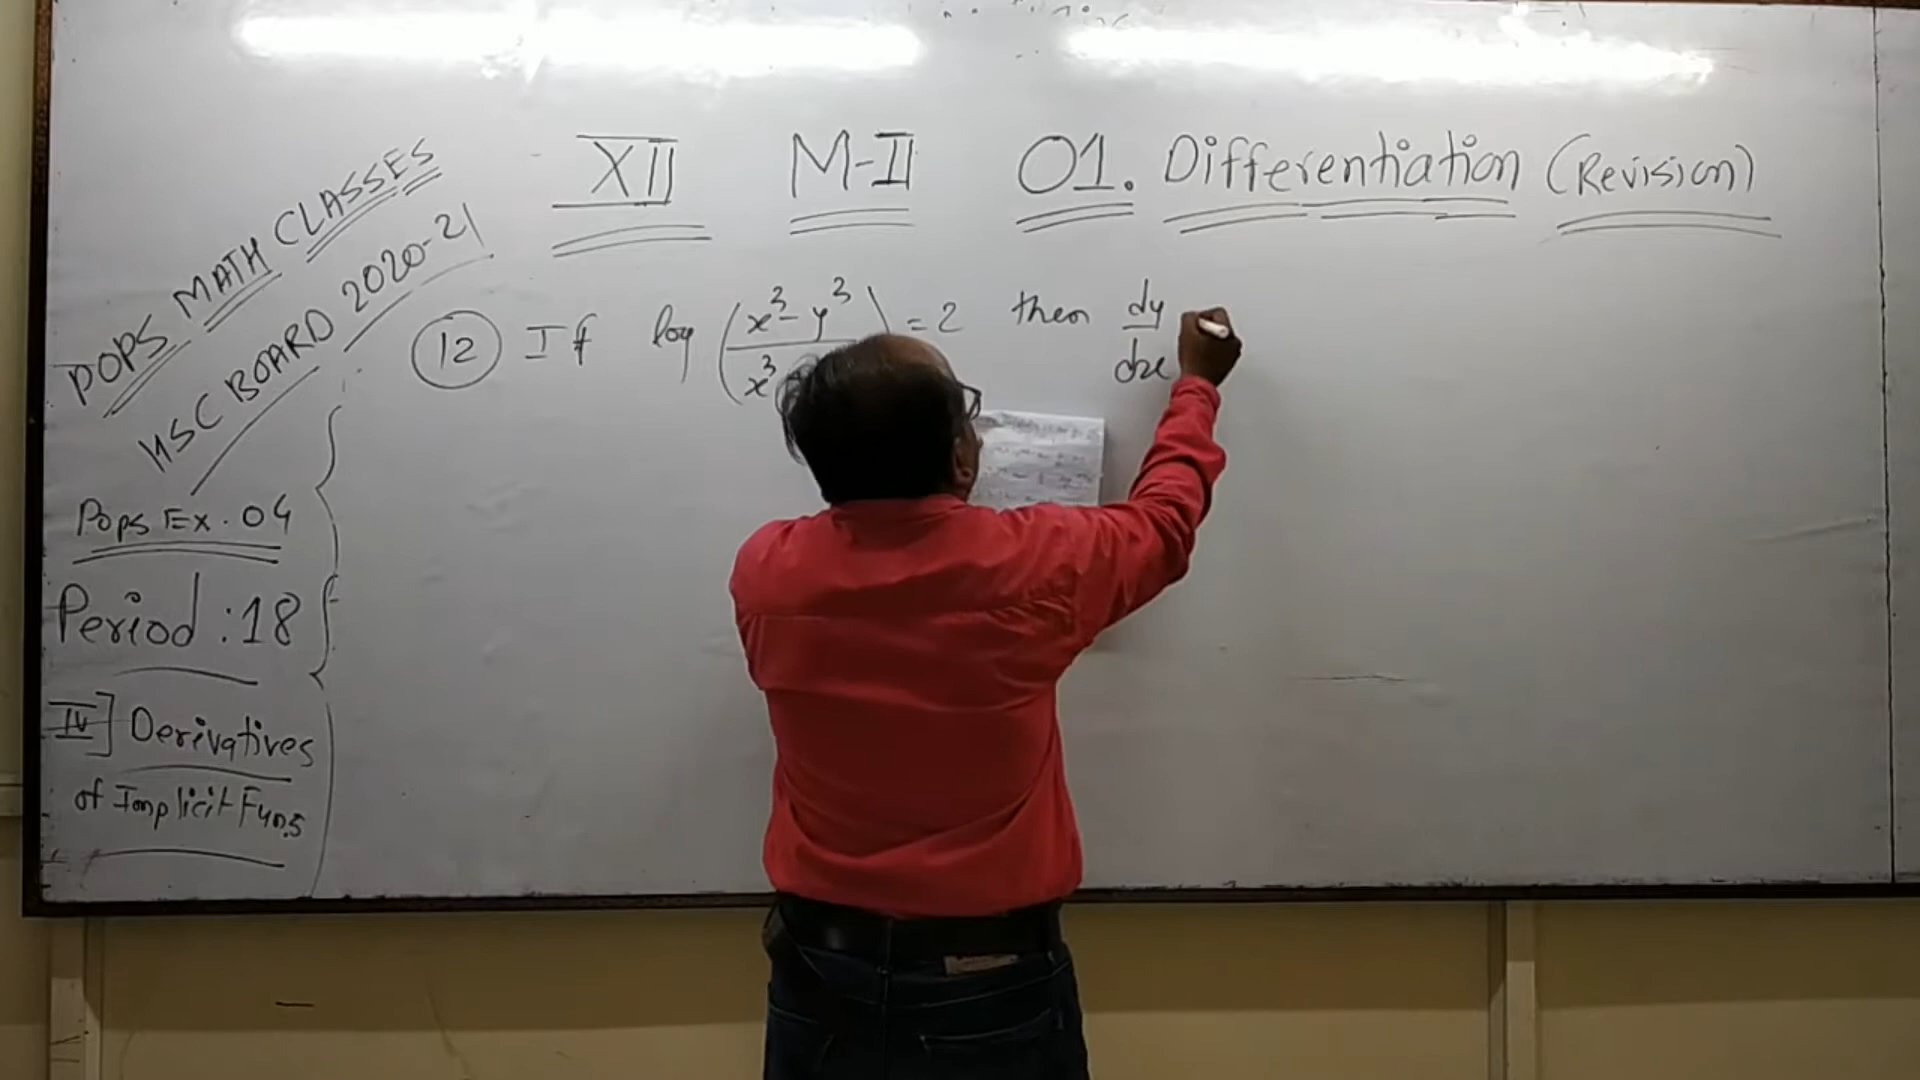 XII M-II 01. Differentiation (Revision)
POPS MATH CLASSES
HSC BOARD 2020-21
Pops Ex. 04
Period : 18
IV] Derivatives
of Implicit Funs
(12) If log (x³-y³ / x³ = 2 then dy/dx